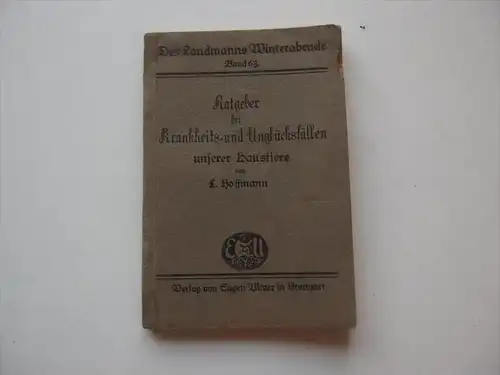 Des Landmanns Winterabende
Band 63.
Ratgeber
bei
Krankheits- und Unglücksfällen
unserer Haustiere
von
L. Hoffmann
EU
Verlag von Eugen Ulmer in Stuttgart